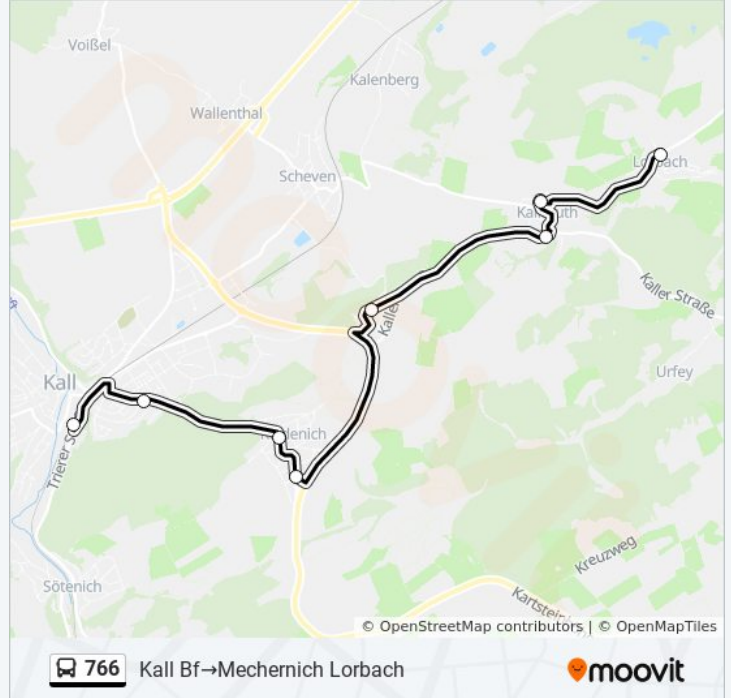 Voißel
Kalenberg
Wallenthal
Scheven
Kaller Straße
Urfey
Kall
Trierer
Kreuzweg
Sötenich
© OpenStreetMap contributors | © OpenMapTiles
766 Kall Bf→Mechernich Lorbach
moovit